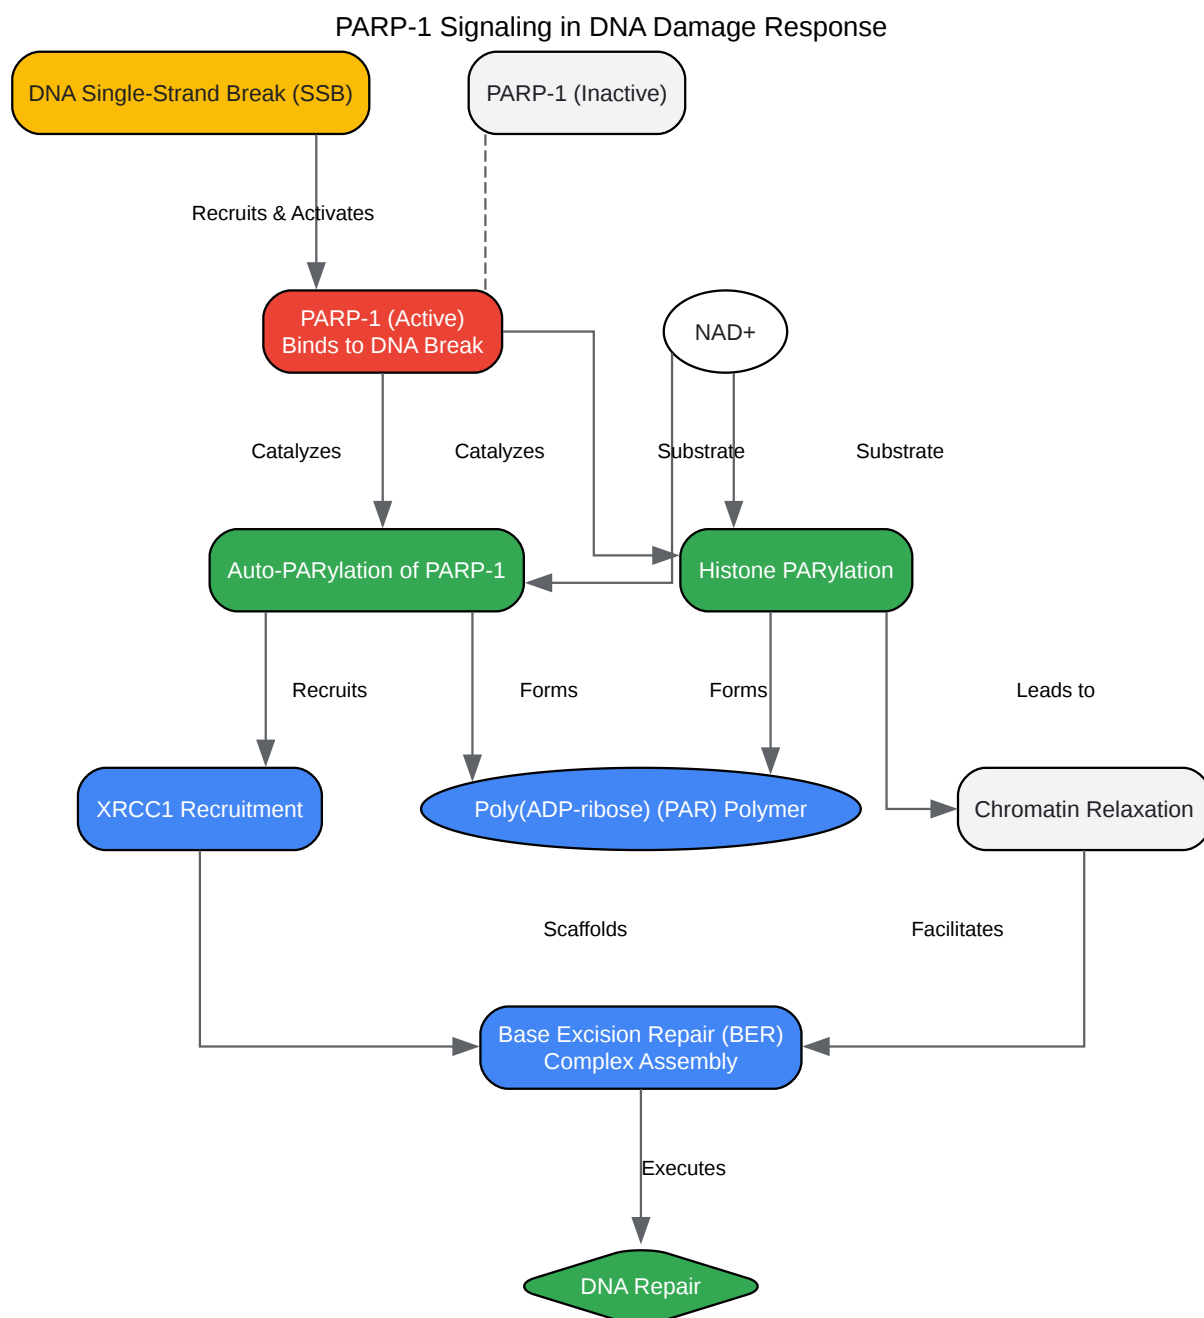 PARP-1 Signaling in DNA Damage Response
DNA Single-Strand Break (SSB)
PARP-1 (Inactive)
Recruits & Activates
PARP-1 (Active)
Binds to DNA Break
NAD+
Catalyzes
Catalyzes
Substrate
Substrate
Auto-PARylation of PARP-1
Histone PARylation
Recruits
Forms
Forms
Leads to
XRCC1 Recruitment
Poly(ADP-ribose) (PAR) Polymer
Chromatin Relaxation
Scaffolds
Facilitates
Base Excision Repair (BER)
Complex Assembly
Executes
DNA Repair